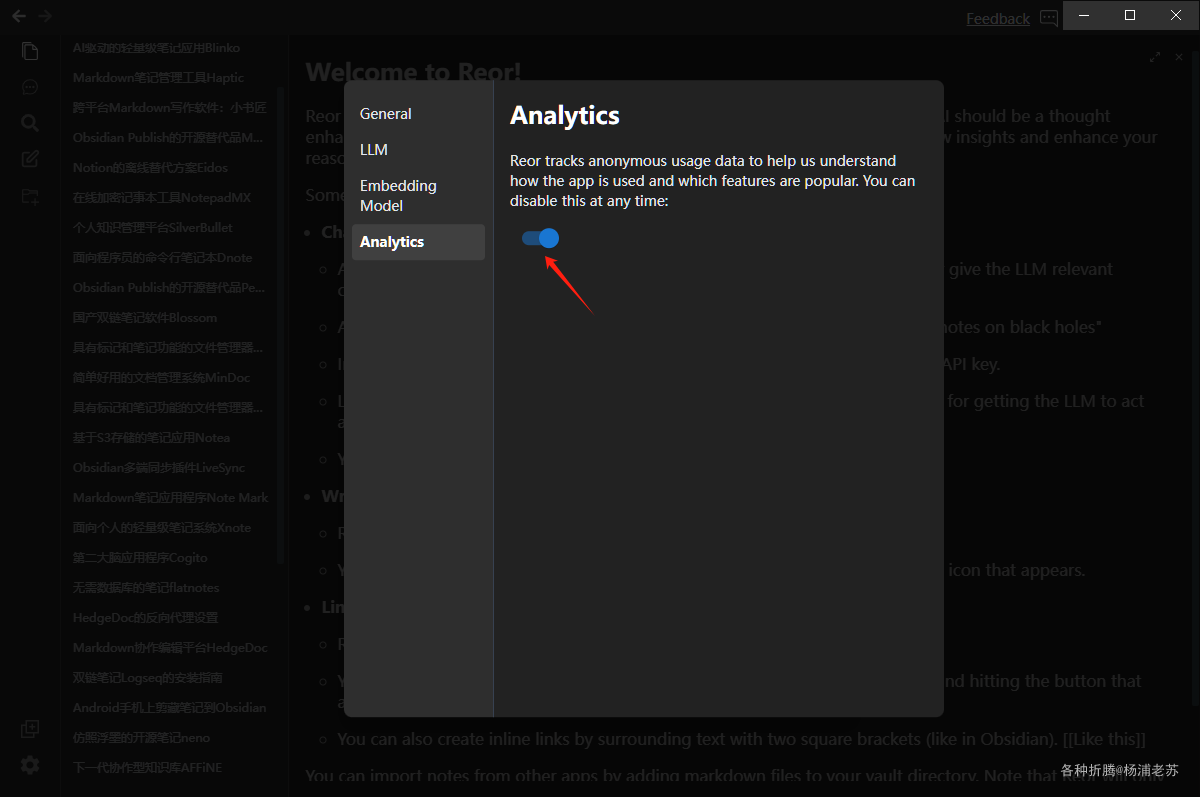 Feedback
AI驱动的轻量级笔记应用Blinko
Markdown笔记管理工具Haptic
跨平台Markdown写作软件：小书匠
Obsidian Publish的开源替代品M...
Notion的离线替代方案Eidos
在线加密记事本工具NotepadMX
个人知识管理平台SilverBullet
面向程序员的命令行笔记本Dnote
Obsidian Publish的开源替代品Pe...
国产双链笔记软件Blossom
具有标记和笔记功能的文件管理器...
简单好用的文档管理系统MinDoc
具有标记和笔记功能的文件管理器...
基于S3存储的笔记应用Notea
Obsidian多端同步插件LiveSync
Markdown笔记应用程序Note Mark
面向个人的轻量级笔记系统Xnote
第二大脑应用程序Cogito
无需数据库的笔记flatnotes
HedgeDoc的反向代理设置
Markdown协作编辑平台HedgeDoc
双链笔记Logseq的安装指南
Android手机上剪藏笔记到Obsidian
仿照浮墨的开源笔记neno
下一代协作型知识库AFFiNE
Welcome to Reor!
General
LLM
Embedding
Model
Analytics
Analytics
Reor tracks anonymous usage data to help us understand
how the app is used and which features are popular. You can
disable this at any time:
Reor
should be a thought
insights and enhance your
Some
give the LLM relevant
notes on black holes"
API key.
for getting the LLM to act
icon that appears.
and hitting the button that
You can also create inline links by surrounding text with two square brackets (like in Obsidian). [[Like this]]
You can import notes from other apps by adding markdown files to your vault directory. Note that Reor will only
各种折腾@杨浦老苏